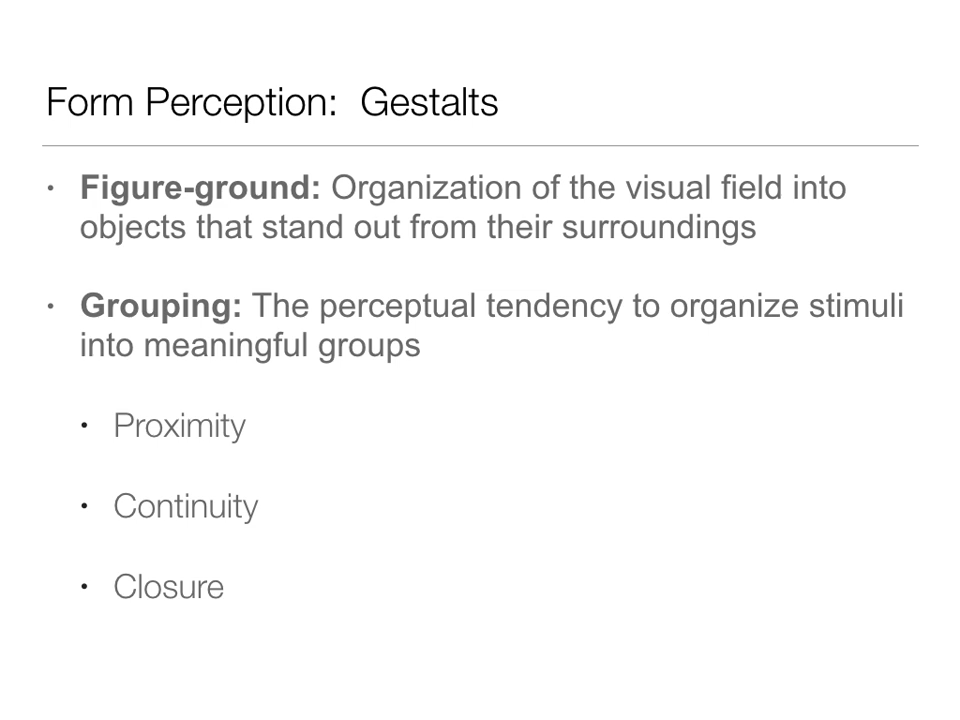 Form Perception:  Gestalts
• Figure-ground: Organization of the visual field into
objects that stand out from their surroundings
• Grouping: The perceptual tendency to organize stimuli
into meaningful groups
• Proximity
• Continuity
• Closure